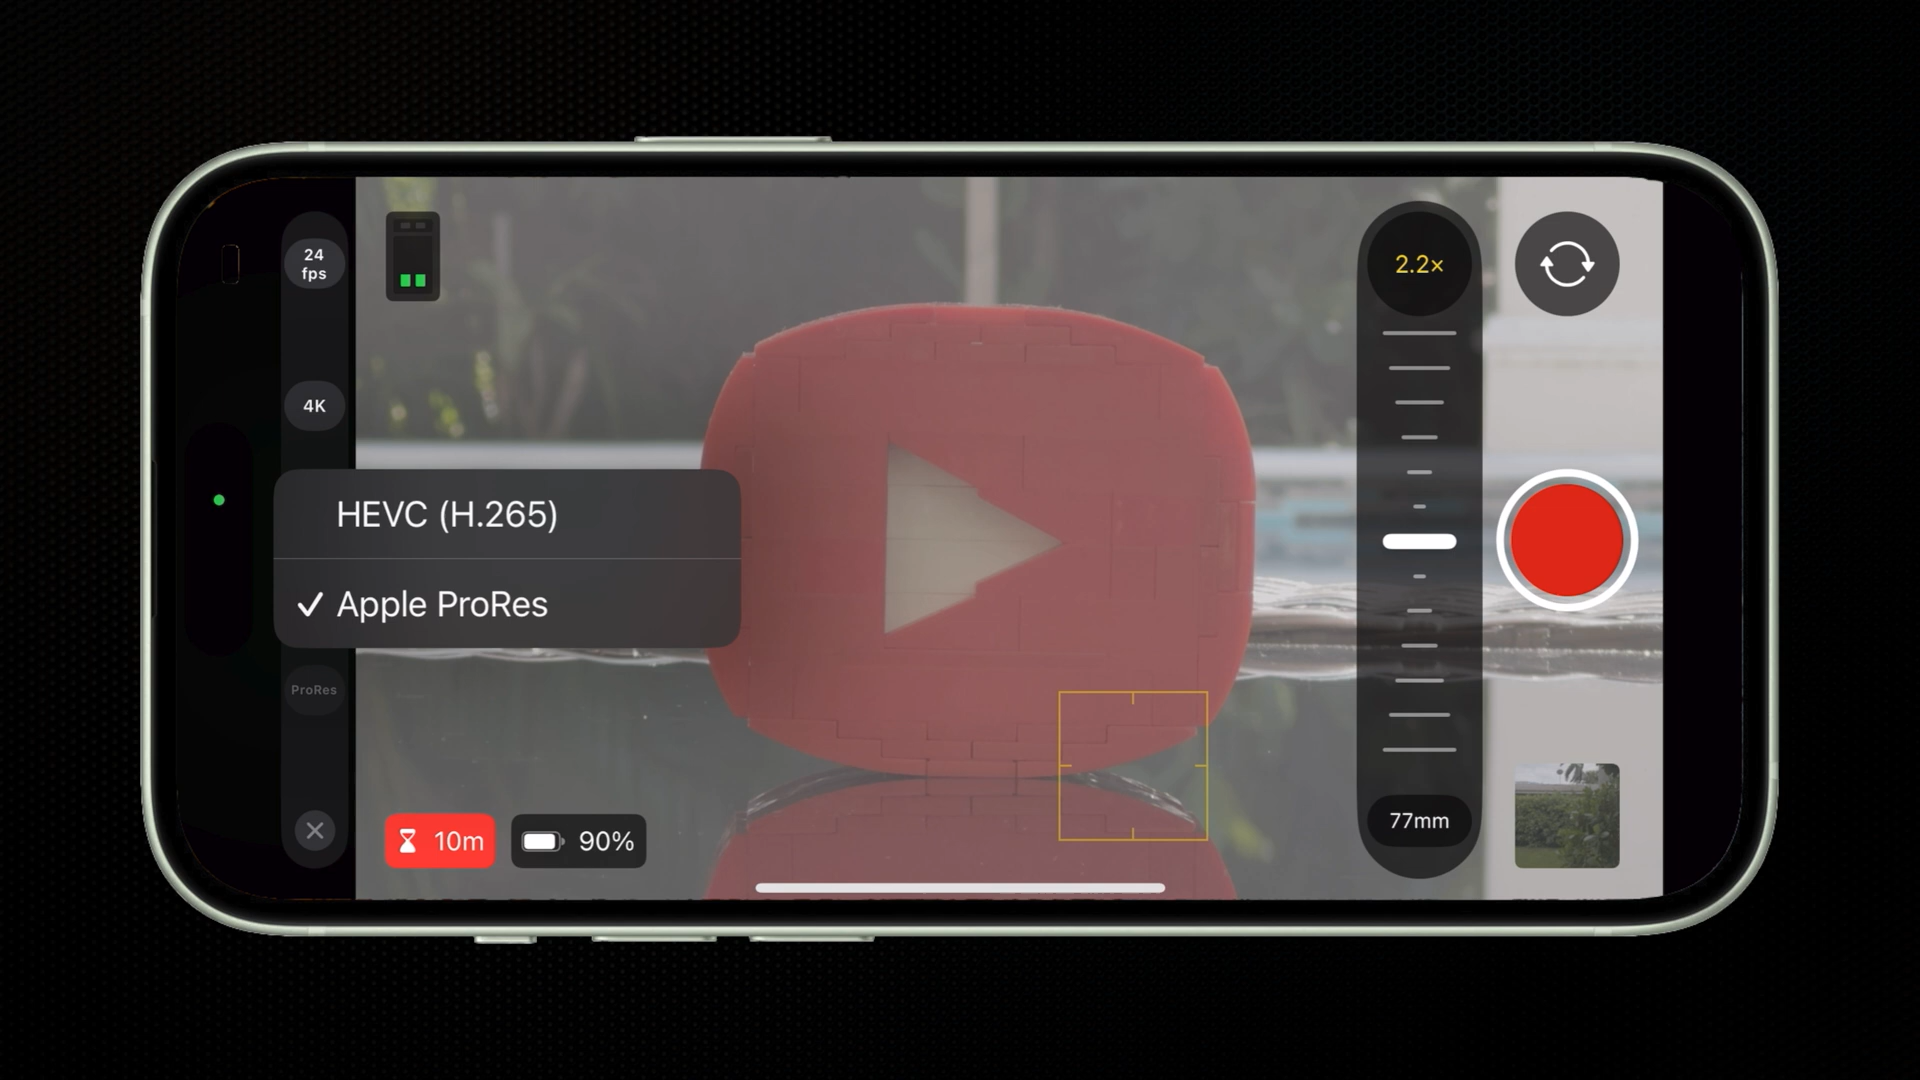 24
fps
4K
HEVC (H.265)
✓ Apple ProRes
ProRes
10m
90%
2.2×
77mm